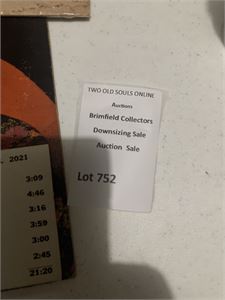 TWO OLD SOULS ONLINE
Auctions
Brimfield Collectors
Downsizing Sale
Auction Sale
Lot 752
2021
3:09
4:46
3:16
3:59
3:00
2:45
21:20